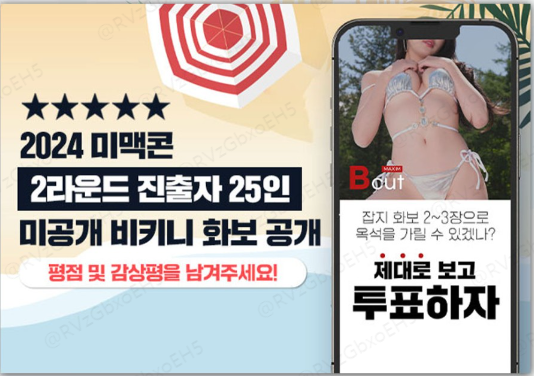 ★★★★★
2024 미맥콘
2라운드 진출자 25인
미공개 비키니 화보 공개
평점 및 감상평을 남겨주세요!
MAXIM
B out
잡지 화보 2~3장으로
옥석을 가릴 수 있겠나?
제대로 보고
투표하자
@RVzGbxoEH5